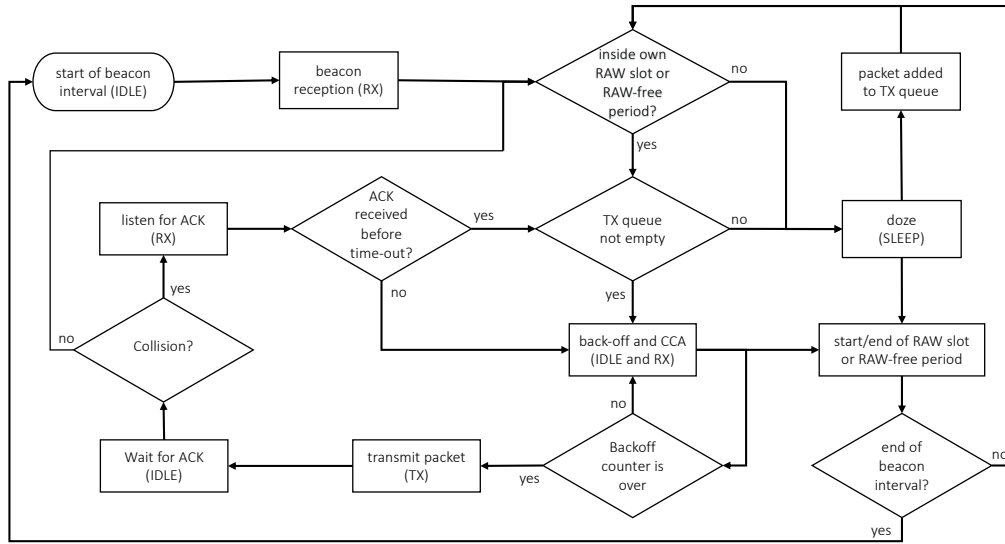 start of beacon
interval (IDLE)
beacon
reception (RX)
inside own
RAW slot or
RAW-free
period?
no
packet added
to TX queue
yes
listen for ACK
(RX)
ACK
received
before
time-out?
yes
TX queue
not empty
no
doze
(SLEEP)
yes
no
yes
no
Collision?
back-off and CCA
(IDLE and RX)
start/end of RAW slot
or RAW-free period
no
Wait for ACK
(IDLE)
transmit packet
(TX)
yes
Backoff
counter is
over
end of
beacon
interval?
no
yes